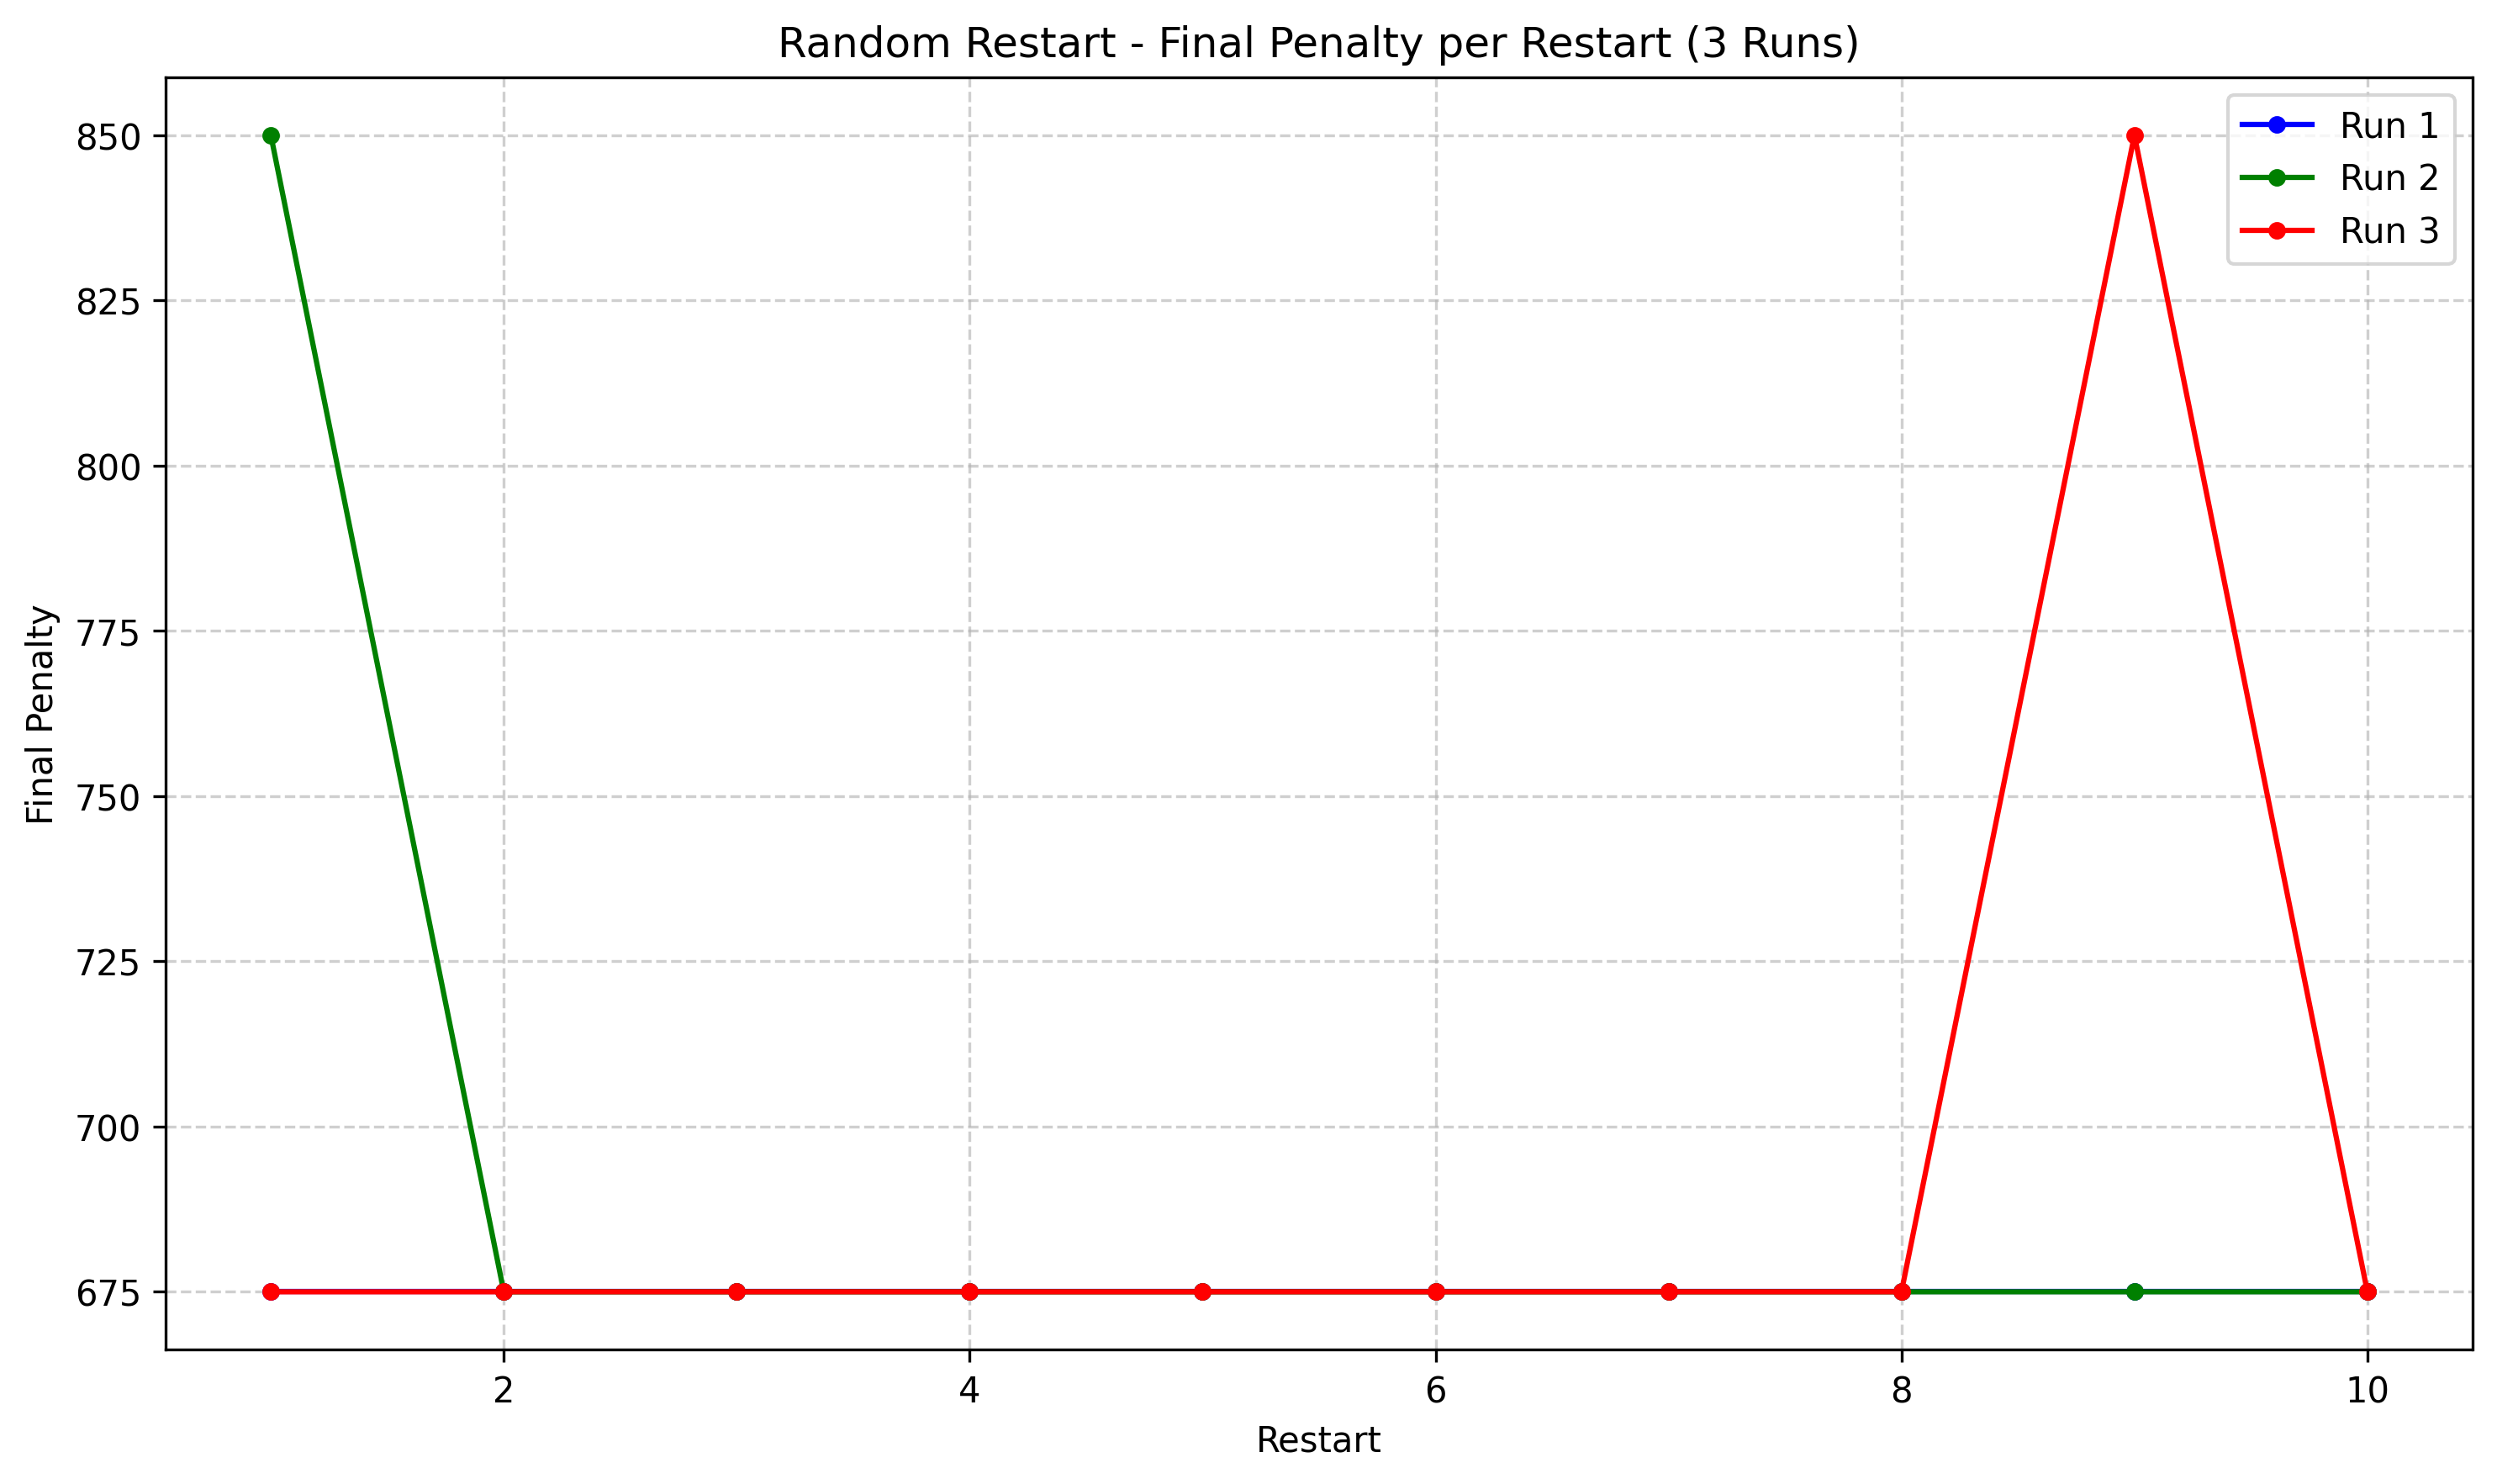 Random Restart - Final Penalty per Restart (3 Runs)
Run 1
Run 2
Run 3
850
825
800
775
750
725
700
675
Final Penalty
2 4 6 8 10
Restart